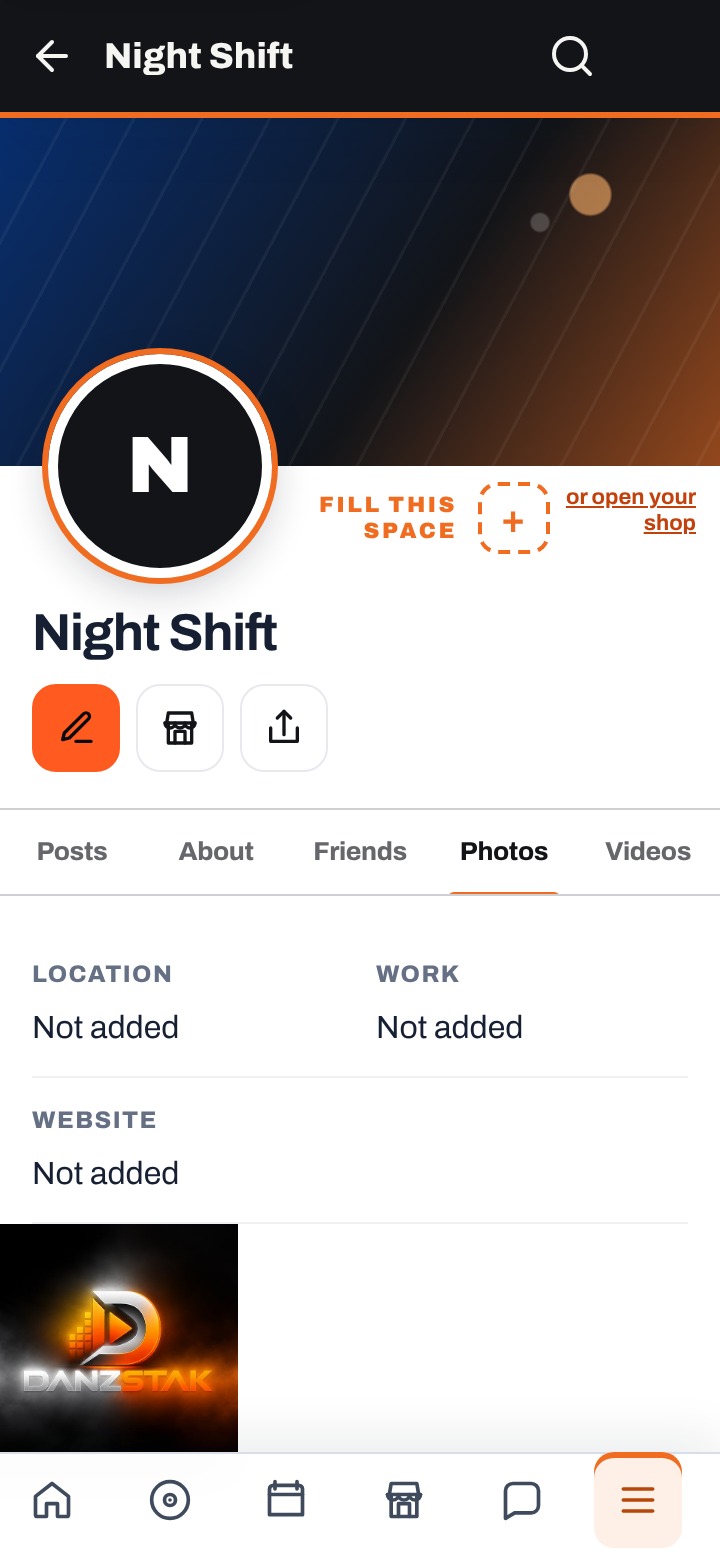 Night Shift
N
FILL THIS
SPACE
+
or open your
shop
Night Shift
Posts
About
Friends
Photos
Videos
LOCATION
WORK
Not added
Not added
WEBSITE
Not added
DANZSTAK